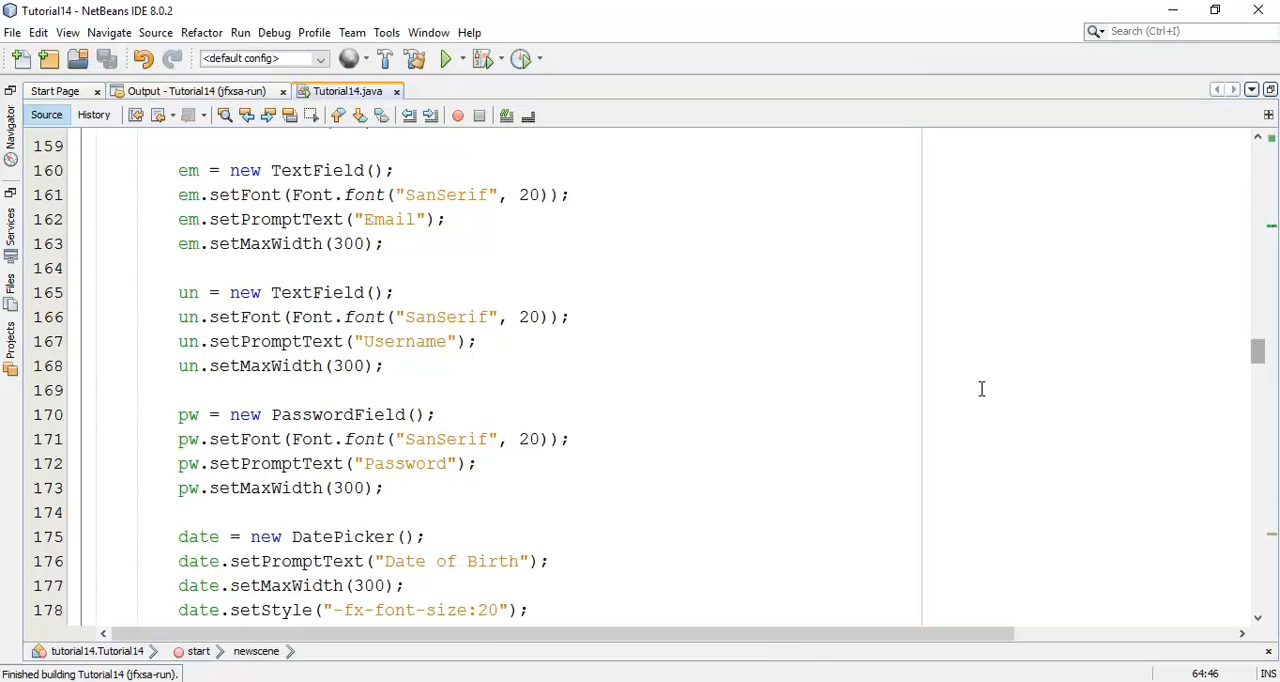 Tutorial14 - NetBeans IDE 8.0.2
File Edit View Navigate Source Refactor Run Debug Profile Team Tools Window Help
Search (Ctrl+I)
<default config>
Start Page
Output - Tutorial14 (jfxsa-run)
Tutorial14.java
Source History
Navigator
Services
Files
Projects
159
160 em = new TextField();
161 em.setFont(Font.font("SanSerif", 20));
162 em.setPromptText("Email");
163 em.setMaxWidth(300);
164
165 un = new TextField();
166 un.setFont(Font.font("SanSerif", 20));
167 un.setPromptText("Username");
168 un.setMaxWidth(300);
169
170 pw = new PasswordField();
171 pw.setFont(Font.font("SanSerif", 20));
172 pw.setPromptText("Password");
173 pw.setMaxWidth(300);
174
175 date = new DatePicker();
176 date.setPromptText("Date of Birth");
177 date.setMaxWidth(300);
178 date.setStyle("-fx-font-size:20");
tutorial14.Tutorial14 start newscene
Finished building Tutorial14 (jfxsa-run).
64:46 INS